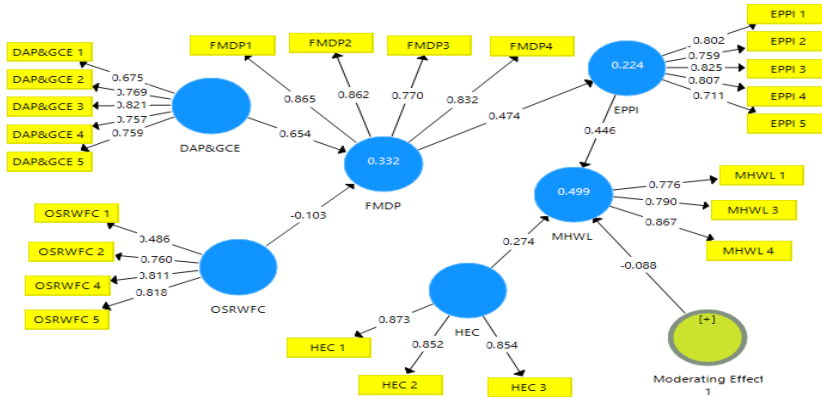 DAP&GCE 1
DAP&GCE 2
DAP&GCE 3
DAP&GCE 4
DAP&GCE 5
0.675
0.769
0.821
0.757
0.759
DAP&GCE
0.654
FMDP1
FMDP2
FMDP3
FMDP4
0.865
0.862
0.770
0.832
0.332
FMDP
0.474
EPPI 1
EPPI 2
EPPI 3
EPPI 4
EPPI 5
0.802
0.759
0.825
0.807
0.711
0.224
EPPI
0.446
OSRWFC 1
OSRWFC 2
OSRWFC 4
OSRWFC 5
0.486
0.760
0.811
0.818
OSRWFC
-0.103
0.499
MHWL
0.776
0.790
0.867
MHWL 1
MHWL 3
MHWL 4
0.274
HEC
0.873
0.852
0.854
HEC 1
HEC 2
HEC 3
-0.088
[+]
Moderating Effect
1